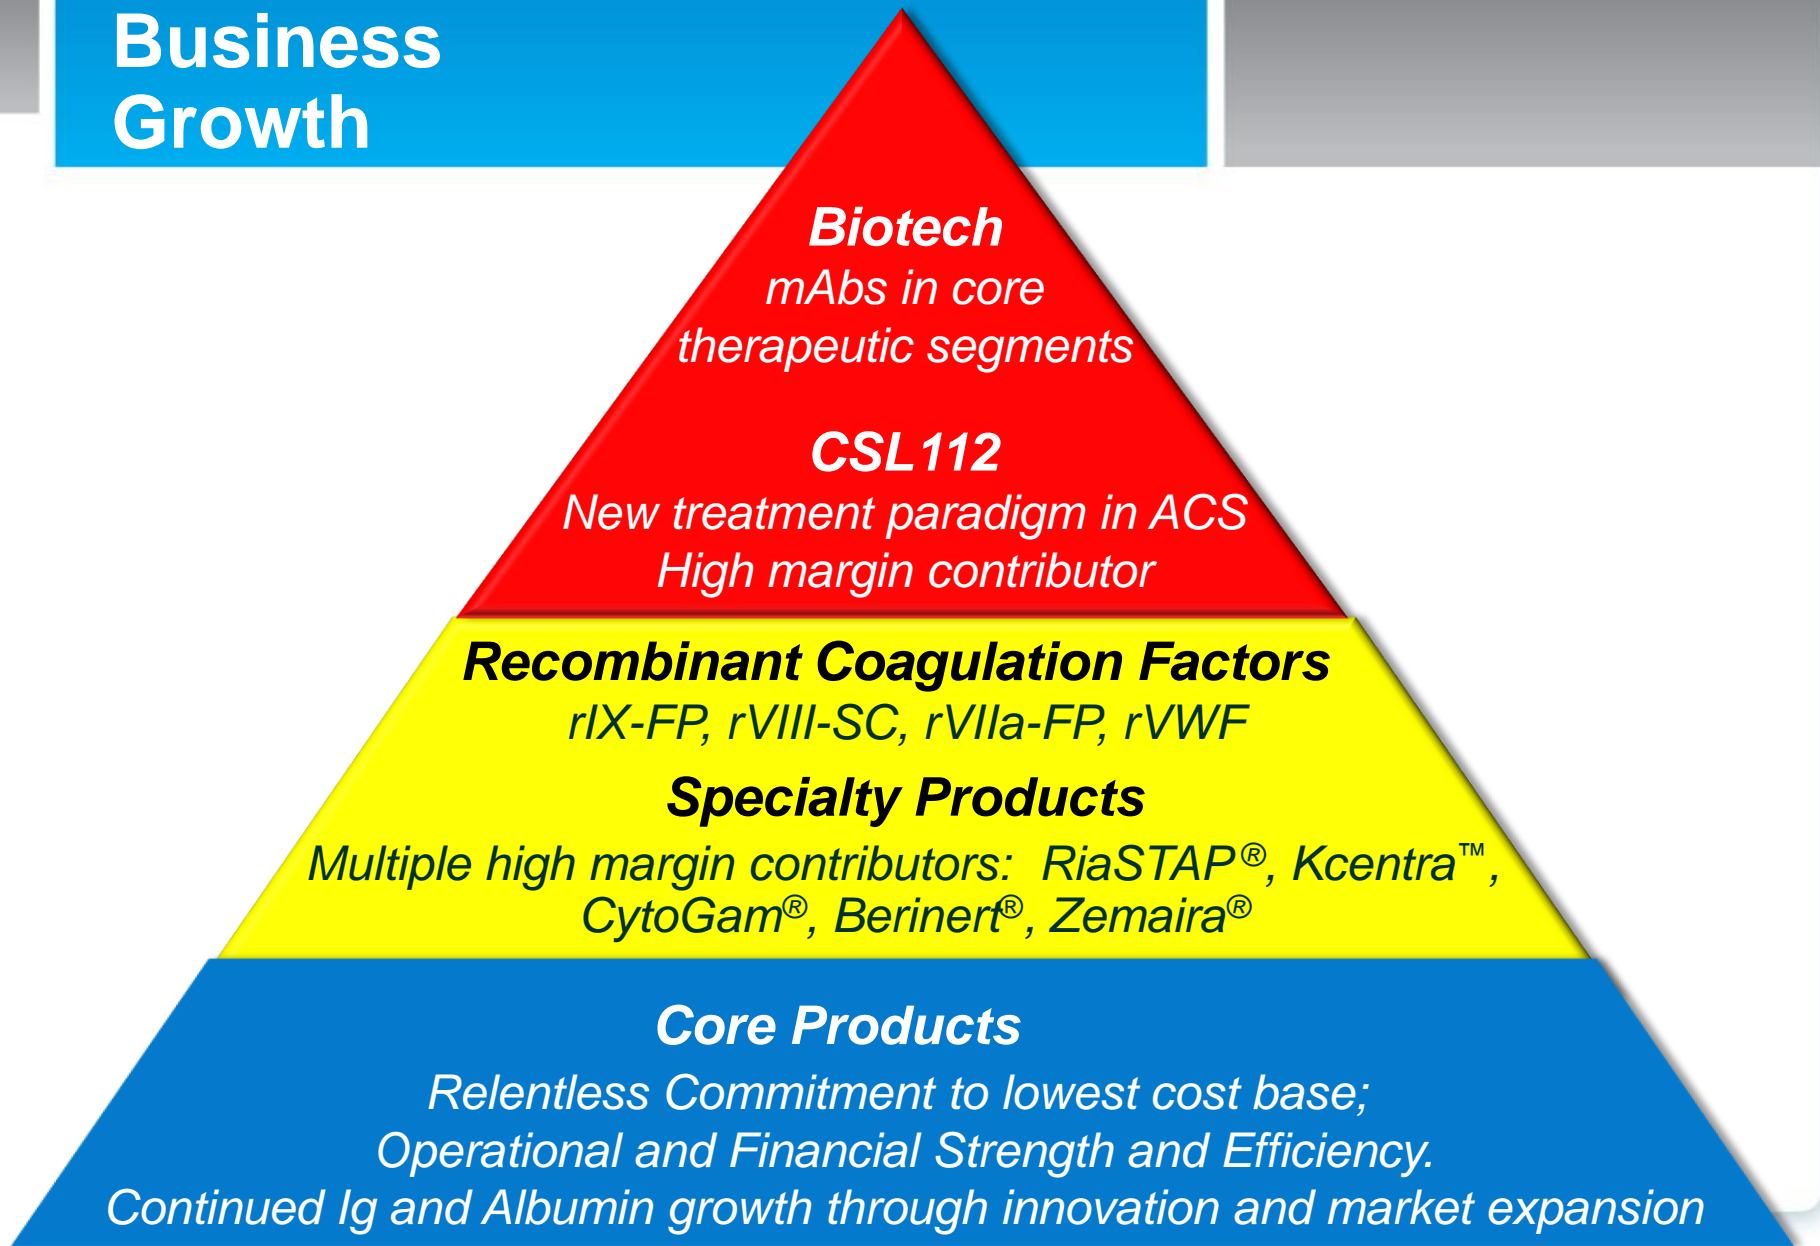 Business
Growth
Biotech
mAbs in core
therapeutic segments
CSL112
New treatment paradigm in ACS
High margin contributor
Recombinant Coagulation Factors
rIX-FP, rVIII-SC, rVIIa-FP, rVWF
Specialty Products
Multiple high margin contributors: RiaSTAP®, Kcentra™,
CytoGam®, Berinert®, Zemaira®
Core Products
Relentless Commitment to lowest cost base;
Operational and Financial Strength and Efficiency.
Continued Ig and Albumin growth through innovation and market expansion